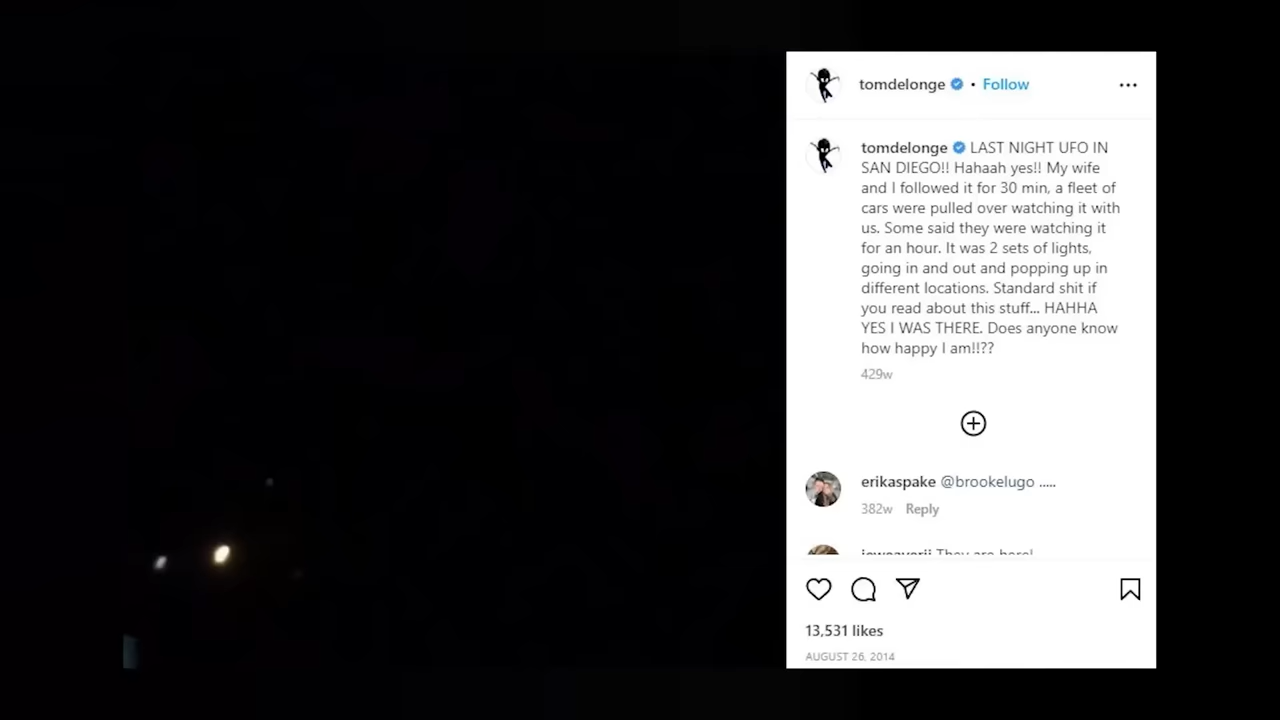 tomdelonge • Follow
tomdelonge LAST NIGHT UFO IN
SAN DIEGO!! Hahaah yes!! My wife
and I followed it for 30 min, a fleet of
cars were pulled over watching it with
us. Some said they were watching it
for an hour. It was 2 sets of lights,
going in and out and popping up in
different locations. Standard shit if
you read about this stuff... HAHHA
YES I WAS THERE. Does anyone know
how happy I am!!??
429w
erikaspake @brookelugo .....
382w Reply
They are here!
13,531 likes
AUGUST 26, 2014